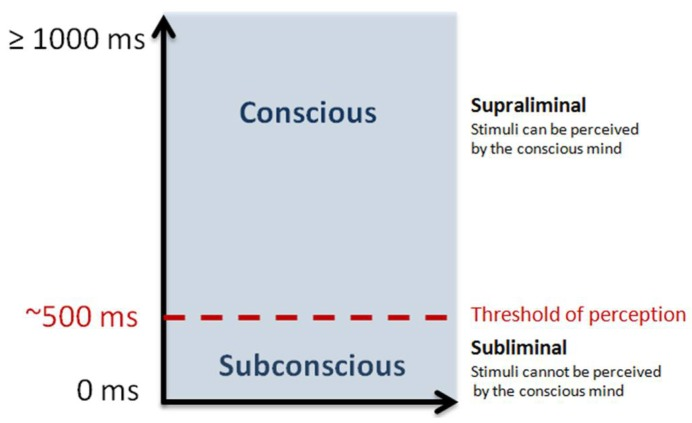 ≥ 1000 ms
Conscious
Supraliminal
Stimuli can be perceived
by the conscious mind
~500 ms
Threshold of perception
Subconscious
Subliminal
Stimuli cannot be perceived
by the conscious mind
0 ms